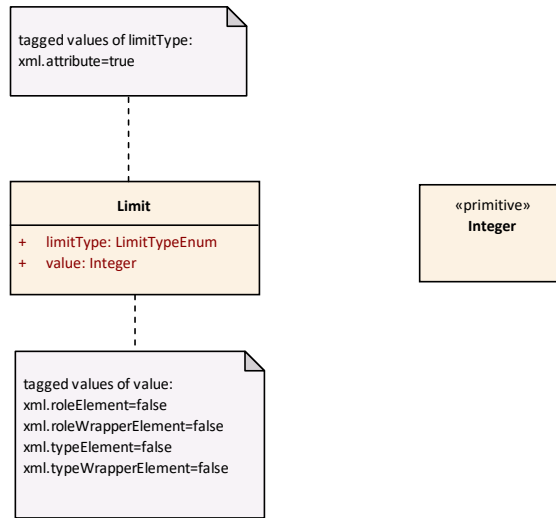 tagged values of limitType:
xml.attribute=true
Limit
+ limitType: LimitTypeEnum
+ value: Integer
«primitive»
Integer
tagged values of value:
xml.roleElement=false
xml.roleWrapperElement=false
xml.typeElement=false
xml.typeWrapperElement=false